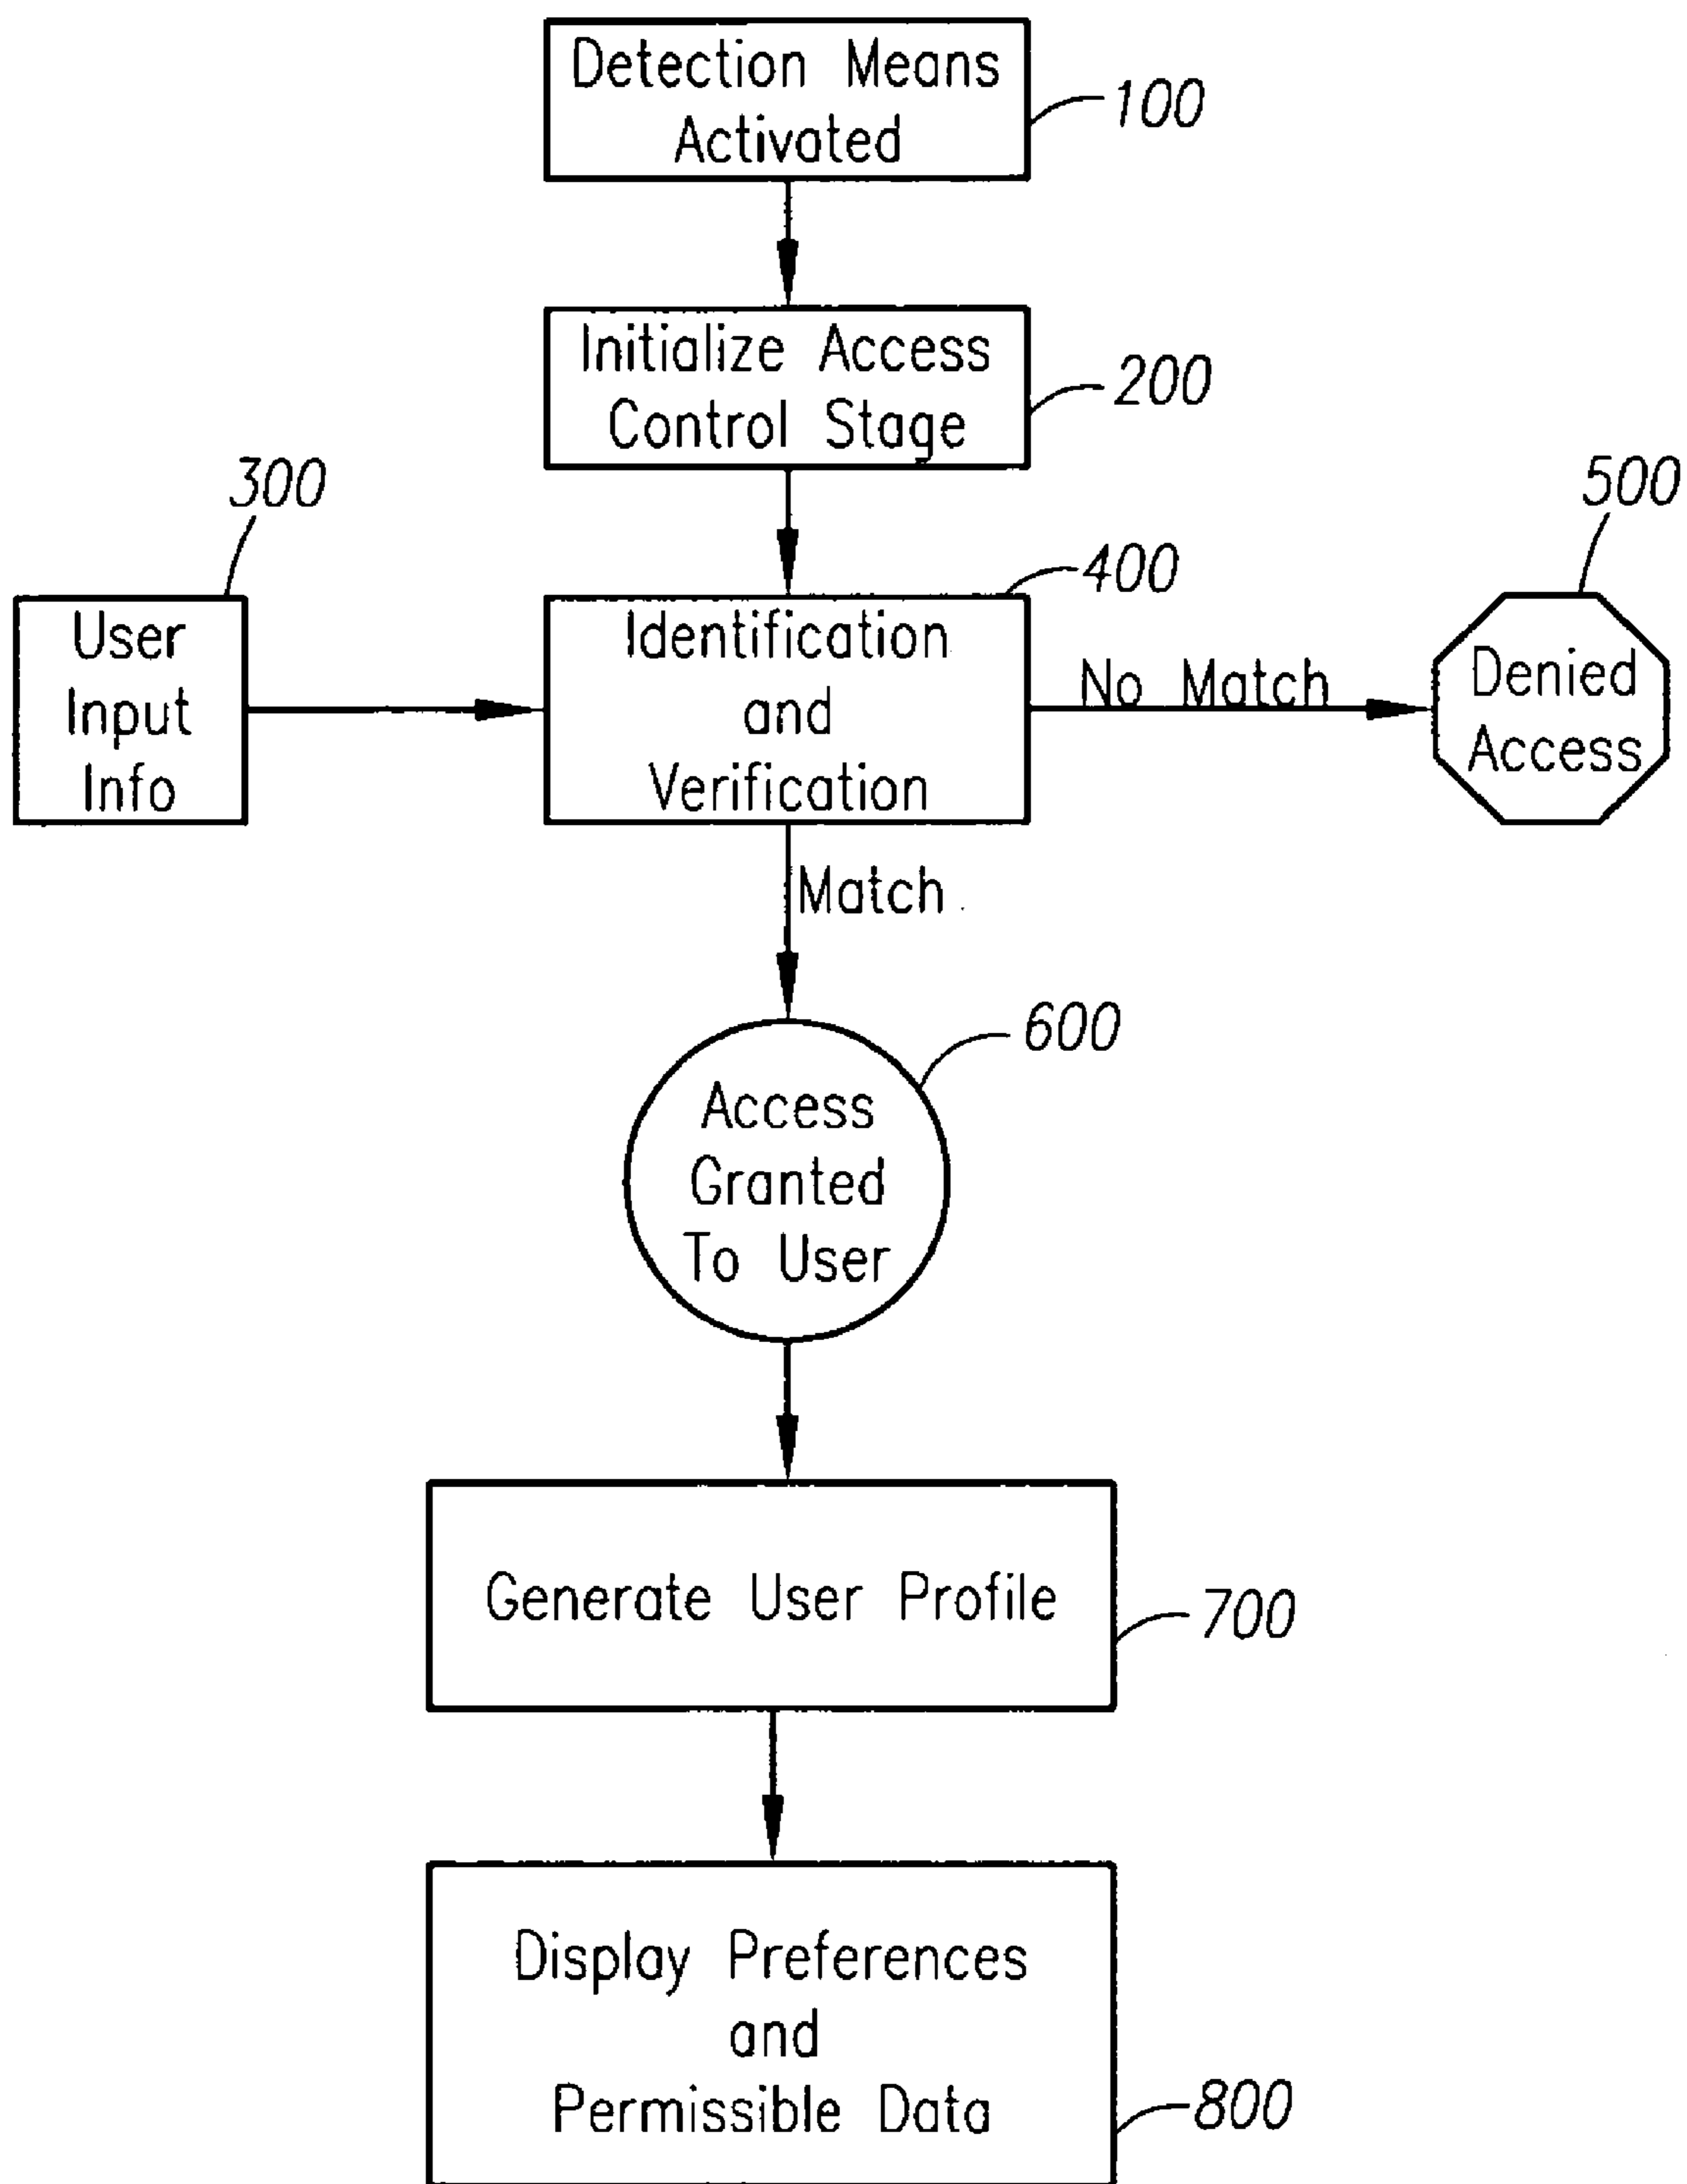 Detection Means
Activated
100
Initialize Access
Control Stage
200
300
User
Input
Info
400
Identification
and
Verification
No Match
500
Denied
Access
Match
600
Access
Granted
To User
Generate User Profile
700
Display Preferences
and
Permissible Data
800